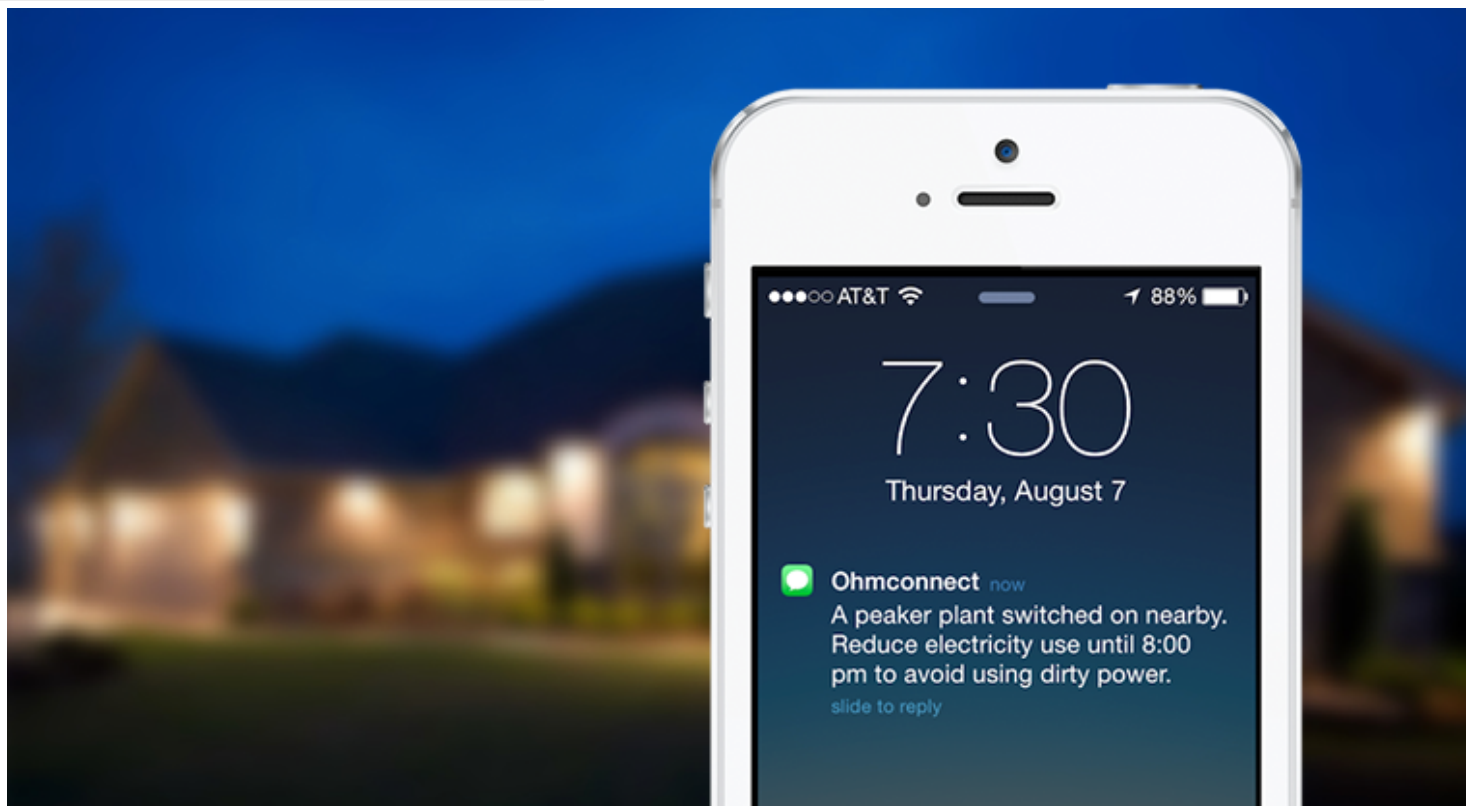 AT&T 88%
7:30
Thursday, August 7
Ohmconnect now
A peaker plant switched on nearby.
Reduce electricity use until 8:00
pm to avoid using dirty power.
slide to reply